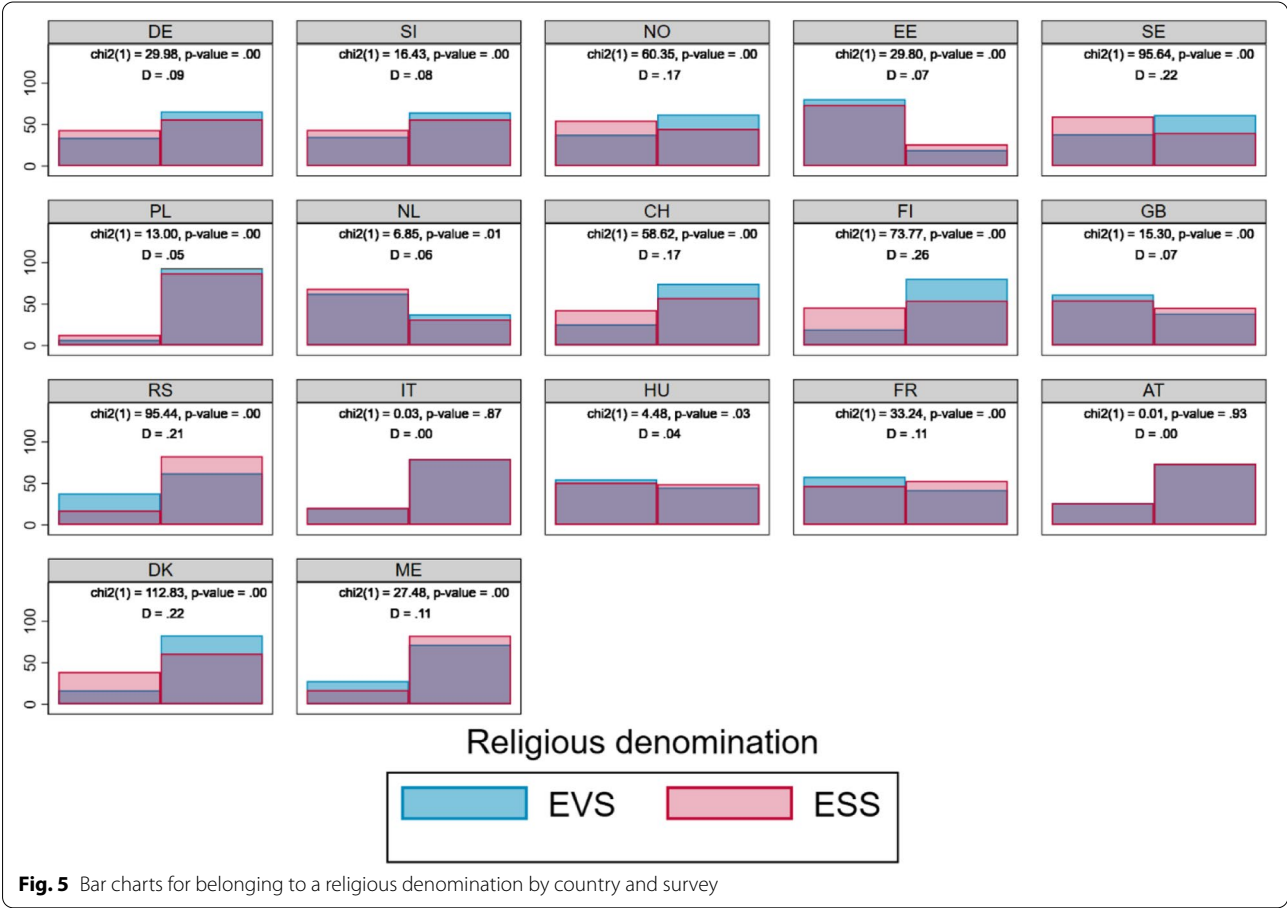 DE
chi2(1) = 29.98, p-value = .00
D = .09
SI
chi2(1) = 16.43, p-value = .00
D = .08
NO
chi2(1) = 60.35, p-value = .00
D = .17
EE
chi2(1) = 29.80, p-value = .00
D = .07
SE
chi2(1) = 95.64, p-value = .00
D = .22
100
50
0
PL
chi2(1) = 13.00, p-value = .00
D = .05
NL
chi2(1) = 6.85, p-value = .01
D = .06
CH
chi2(1) = 58.62, p-value = .00
D = .17
FI
chi2(1) = 73.77, p-value = .00
D = .26
GB
chi2(1) = 15.30, p-value = .00
D = .07
100
50
0
RS
chi2(1) = 95.44, p-value = .00
D = .21
IT
chi2(1) = 0.03, p-value = .87
D = .00
HU
chi2(1) = 4.48, p-value = .03
D = .04
FR
chi2(1) = 33.24, p-value = .00
D = .11
AT
chi2(1) = 0.01, p-value = .93
D = .00
100
50
0
DK
chi2(1) = 112.83, p-value = .00
D = .22
ME
chi2(1) = 27.48, p-value = .00
D = .11
100
50
0
Religious denomination
EVS ESS
Fig. 5 Bar charts for belonging to a religious denomination by country and survey